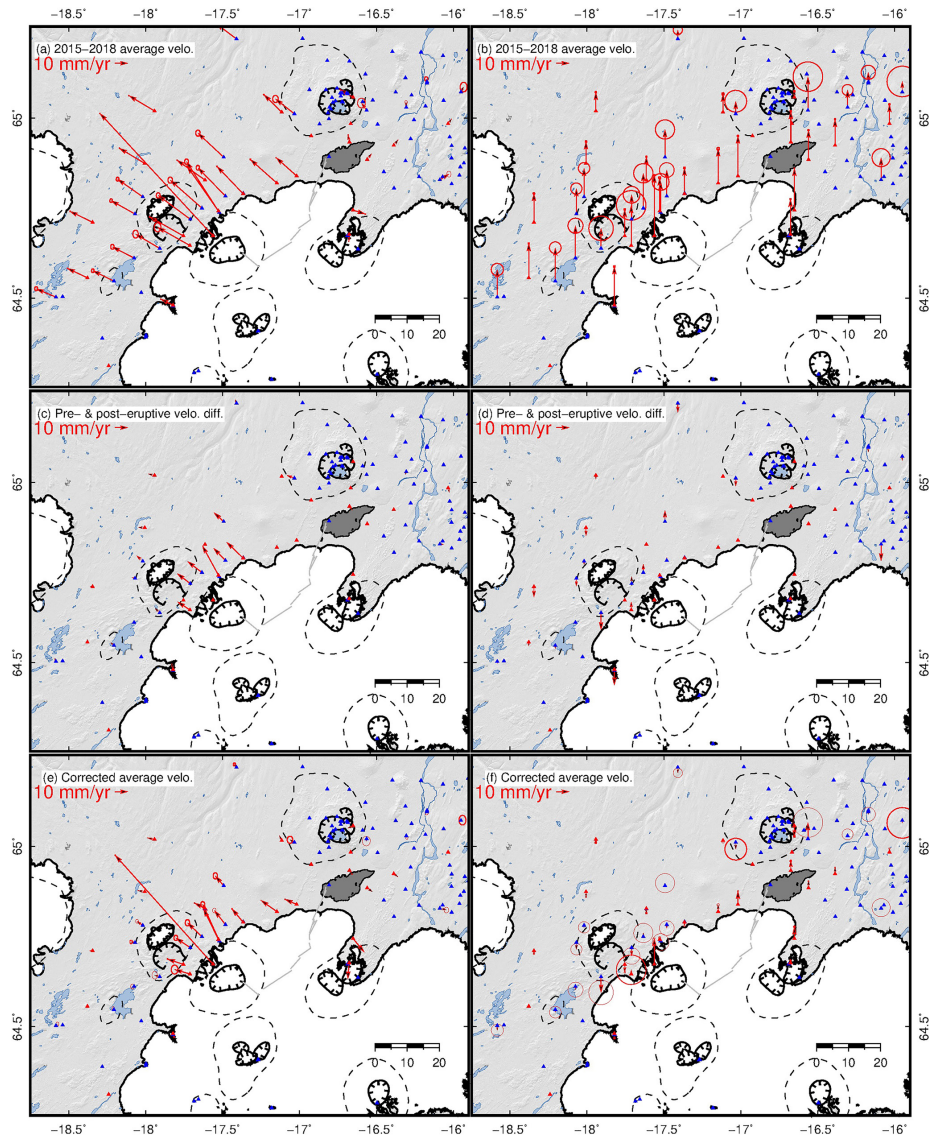 −18.5° −18° −17.5° −17° −16.5° −16° −18.5° −18° −17.5° −17° −16.5° −16°
(a) 2015−2018 average velo.
10 mm/yr
(b) 2015−2018 average velo.
10 mm/yr
65°
64.5°
0 10 20
0 10 20
65°
64.5°
(c) Pre− & post−eruptive velo. diff.
10 mm/yr
(d) Pre− & post−eruptive velo. diff.
10 mm/yr
65°
64.5°
0 10 20
0 10 20
65°
64.5°
(e) Corrected average velo.
10 mm/yr
(f) Corrected average velo.
10 mm/yr
65°
64.5°
0 10 20
0 10 20
65°
64.5°
−18.5° −18° −17.5° −17° −16.5° −16° −18.5° −18° −17.5° −17° −16.5° −16°